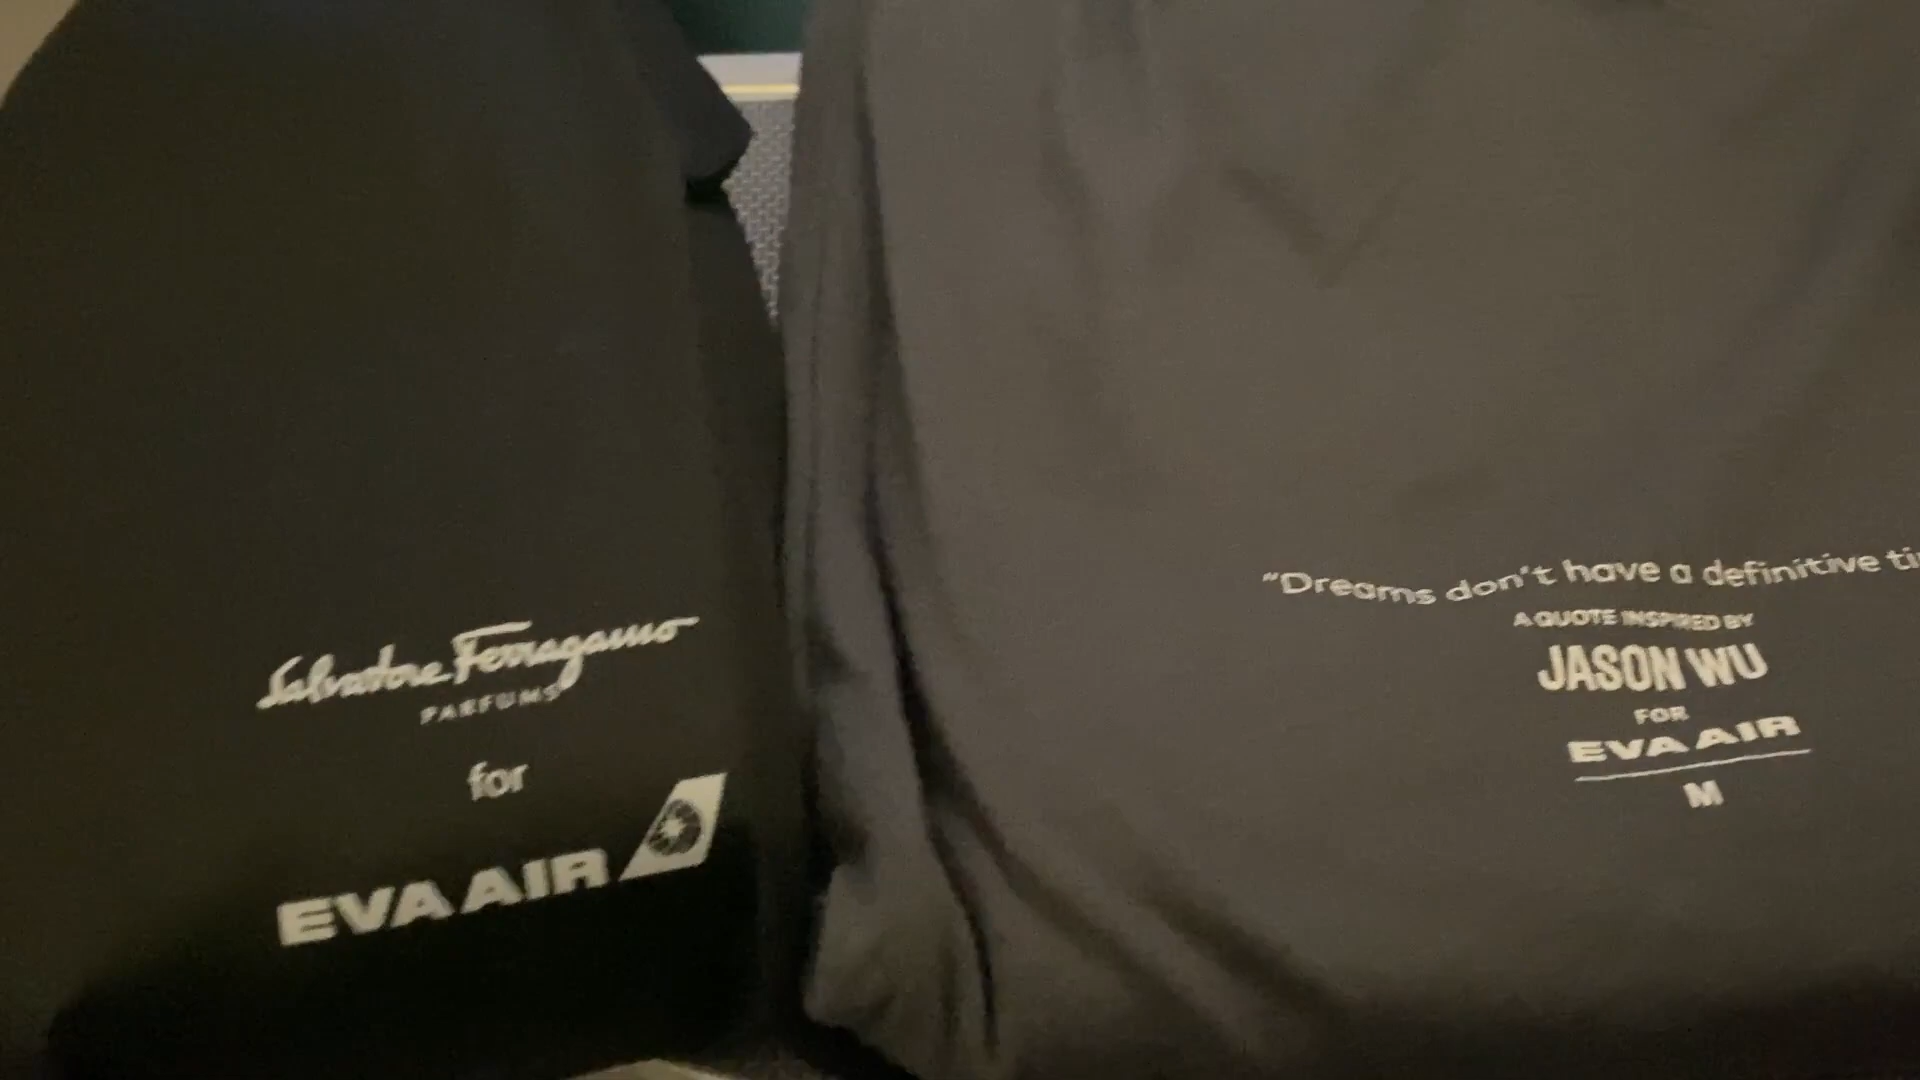 Salvatore Ferragamo
PARFUMS
for
EVA AIR
"Dreams don't have a definitive
A QUOTE INSPIRED BY
JASON WU
FOR
EVA AIR
M